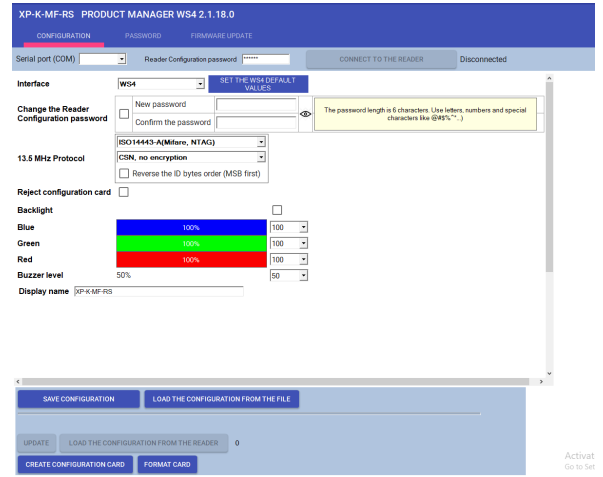 XP-K-MF-RS PRODUCT MANAGER WS4 2.1.18.0
CONFIGURATION PASSWORD FIRMWARE UPDATE
Serial port (COM) Reader Configuration password ****** CONNECT TO THE READER Disconnected
Interface WS4 SET THE WS4 DEFAULT
VALUES
Change the Reader
Configuration password
New password
Confirm the password
The password length is 6 characters. Use letters, numbers and special
characters like @#$%^*...)
13.5 MHz Protocol
ISO14443-A(Mifare, NTAG)
CSN, no encryption
Reverse the ID bytes order (MSB first)
Reject configuration card
Backlight
Blue 100% 100
Green 100% 100
Red 100% 100
Buzzer level 50% 50
Display name XP-K-MF-RS
SAVE CONFIGURATION LOAD THE CONFIGURATION FROM THE FILE
UPDATE LOAD THE CONFIGURATION FROM THE READER 0
CREATE CONFIGURATION CARD FORMAT CARD
Activat
Go to Set